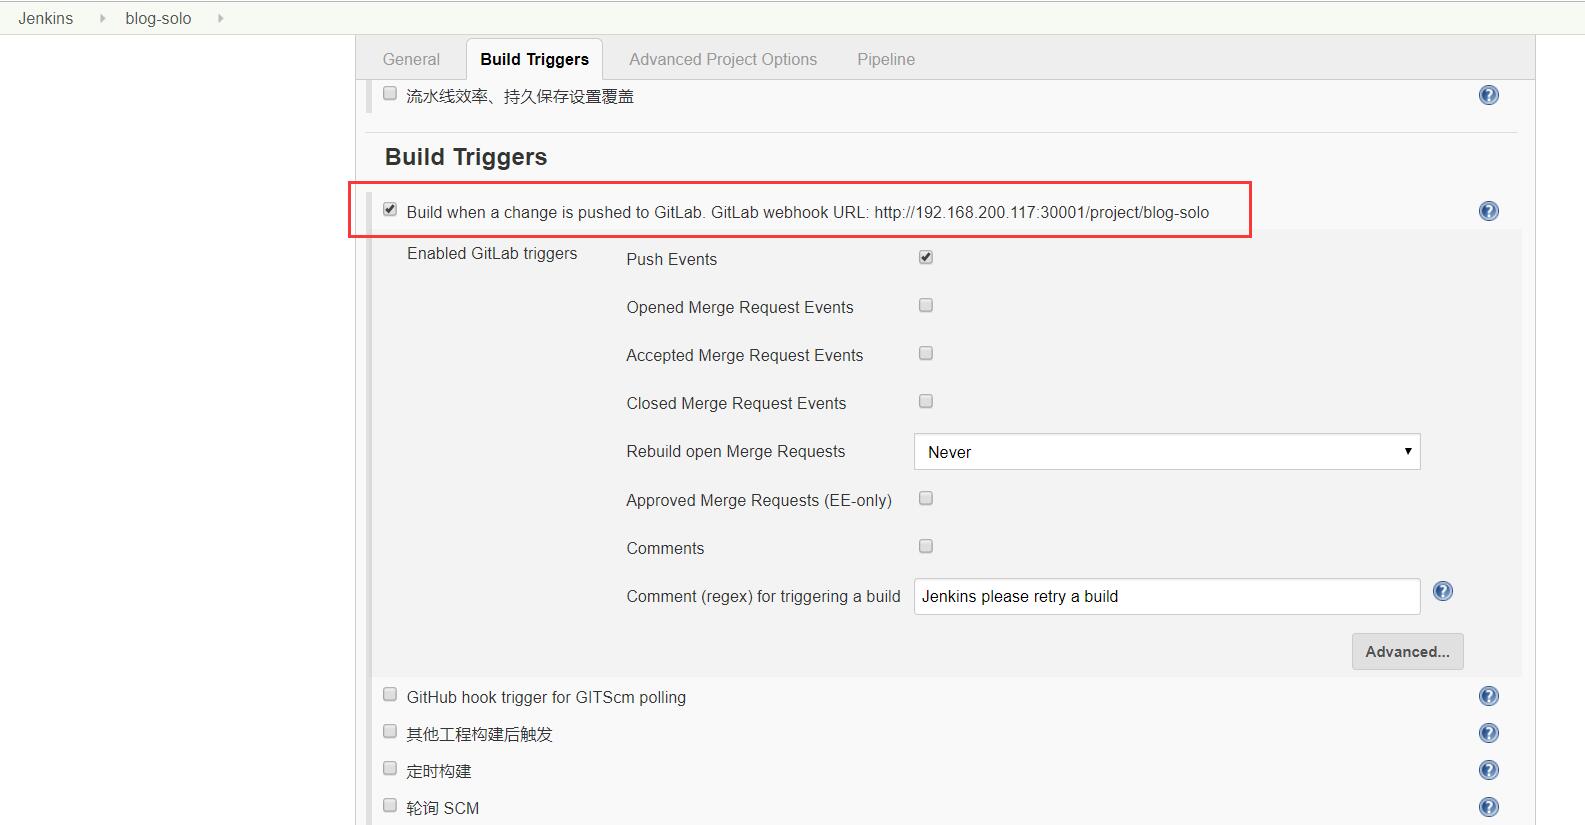 Jenkins blog-solo
General Build Triggers Advanced Project Options Pipeline
流水线效率、持久保存设置覆盖
Build Triggers
Build when a change is pushed to GitLab. GitLab webhook URL: http://192.168.200.117:30001/project/blog-solo
Enabled GitLab triggers
Push Events
Opened Merge Request Events
Accepted Merge Request Events
Closed Merge Request Events
Rebuild open Merge Requests Never
Approved Merge Requests (EE-only)
Comments
Comment (regex) for triggering a build Jenkins please retry a build
Advanced...
GitHub hook trigger for GITScm polling
其他工程构建后触发
定时构建
轮询 SCM